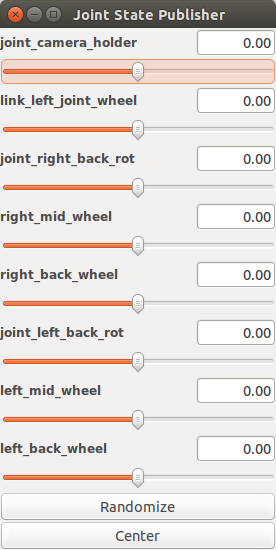 Joint State Publisher
joint_camera_holder 0.00
link_left_joint_wheel 0.00
joint_right_back_rot 0.00
right_mid_wheel 0.00
right_back_wheel 0.00
joint_left_back_rot 0.00
left_mid_wheel 0.00
left_back_wheel 0.00
Randomize
Center